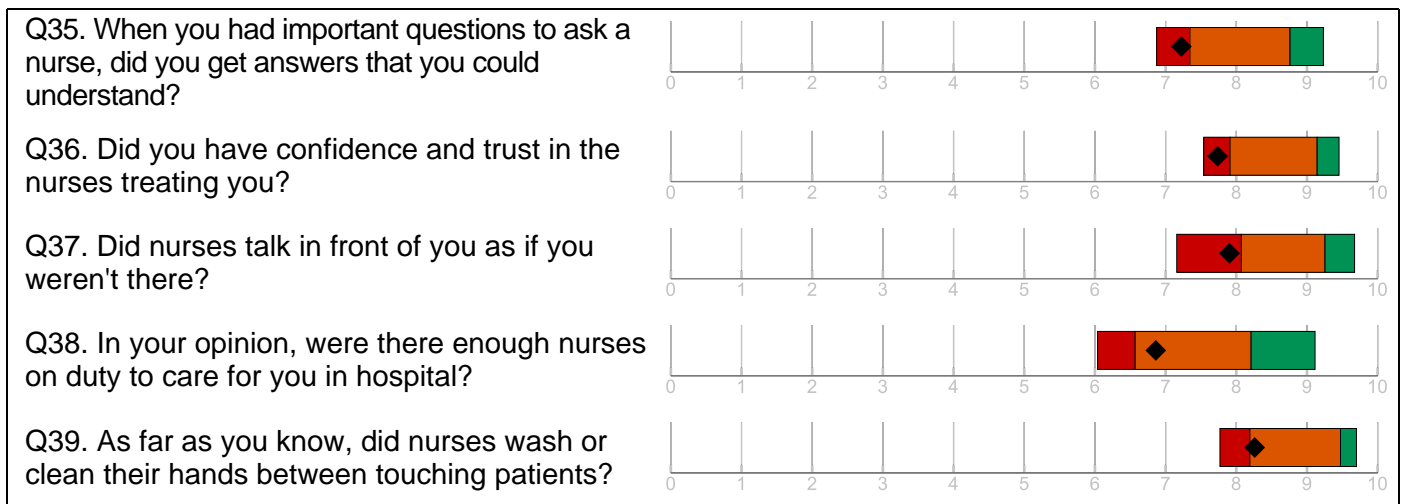 Q35. When you had important questions to ask a
nurse, did you get answers that you could
understand?
0 1 2 3 4 5 6 7 8 9 10
Q36. Did you have confidence and trust in the
nurses treating you?
0 1 2 3 4 5 6 7 8 9 10
Q37. Did nurses talk in front of you as if you
weren't there?
0 1 2 3 4 5 6 7 8 9 10
Q38. In your opinion, were there enough nurses
on duty to care for you in hospital?
0 1 2 3 4 5 6 7 8 9 10
Q39. As far as you know, did nurses wash or
clean their hands between touching patients?
0 1 2 3 4 5 6 7 8 9 10